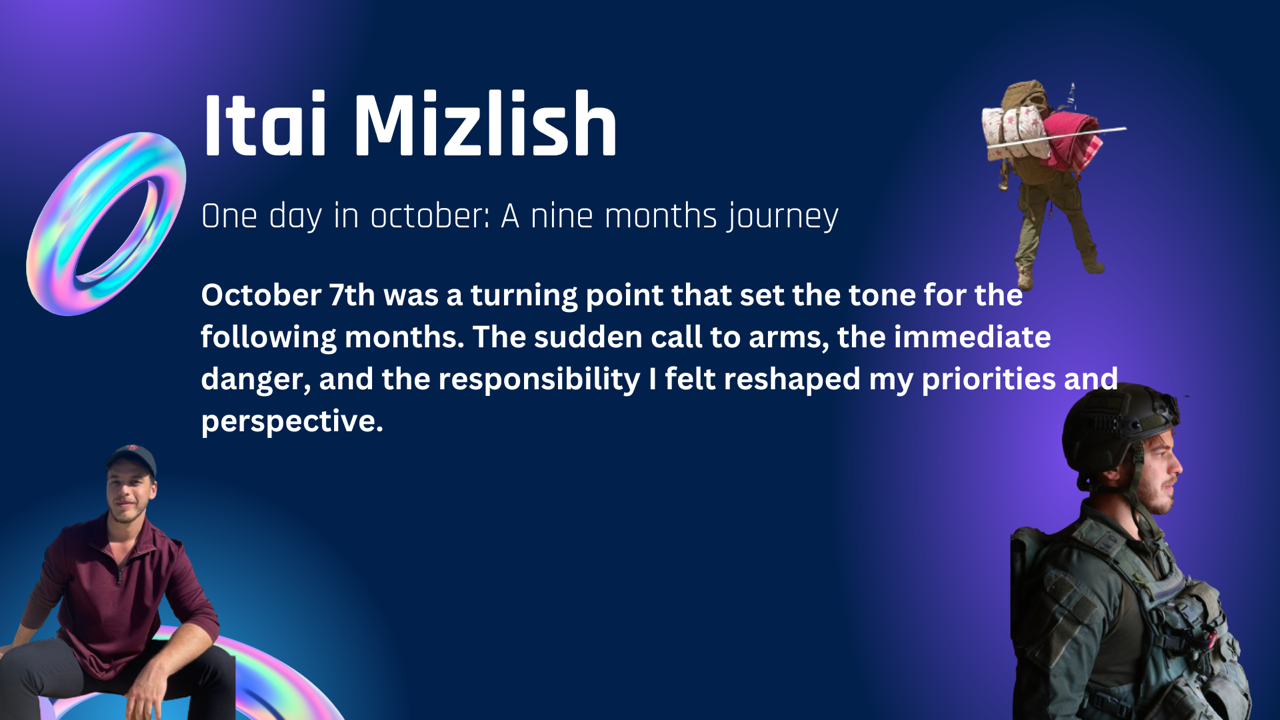 Itai Mizlish
One day in october: A nine months journey
October 7th was a turning point that set the tone for the
following months. The sudden call to arms, the immediate
danger, and the responsibility I felt reshaped my priorities and
perspective.